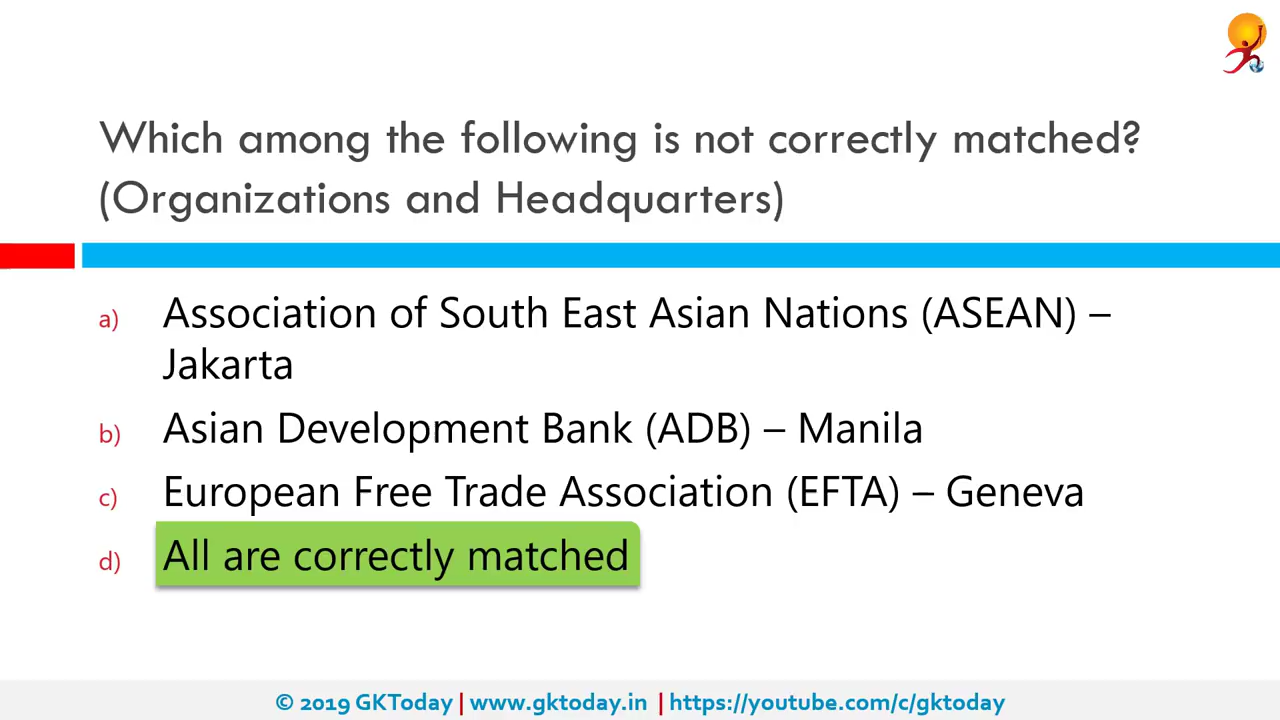 Which among the following is not correctly matched?
(Organizations and Headquarters)
a) Association of South East Asian Nations (ASEAN) –
Jakarta
b) Asian Development Bank (ADB) – Manila
c) European Free Trade Association (EFTA) – Geneva
d) All are correctly matched
© 2019 GKToday | www.gktoday.in | https://youtube.com/c/gktoday